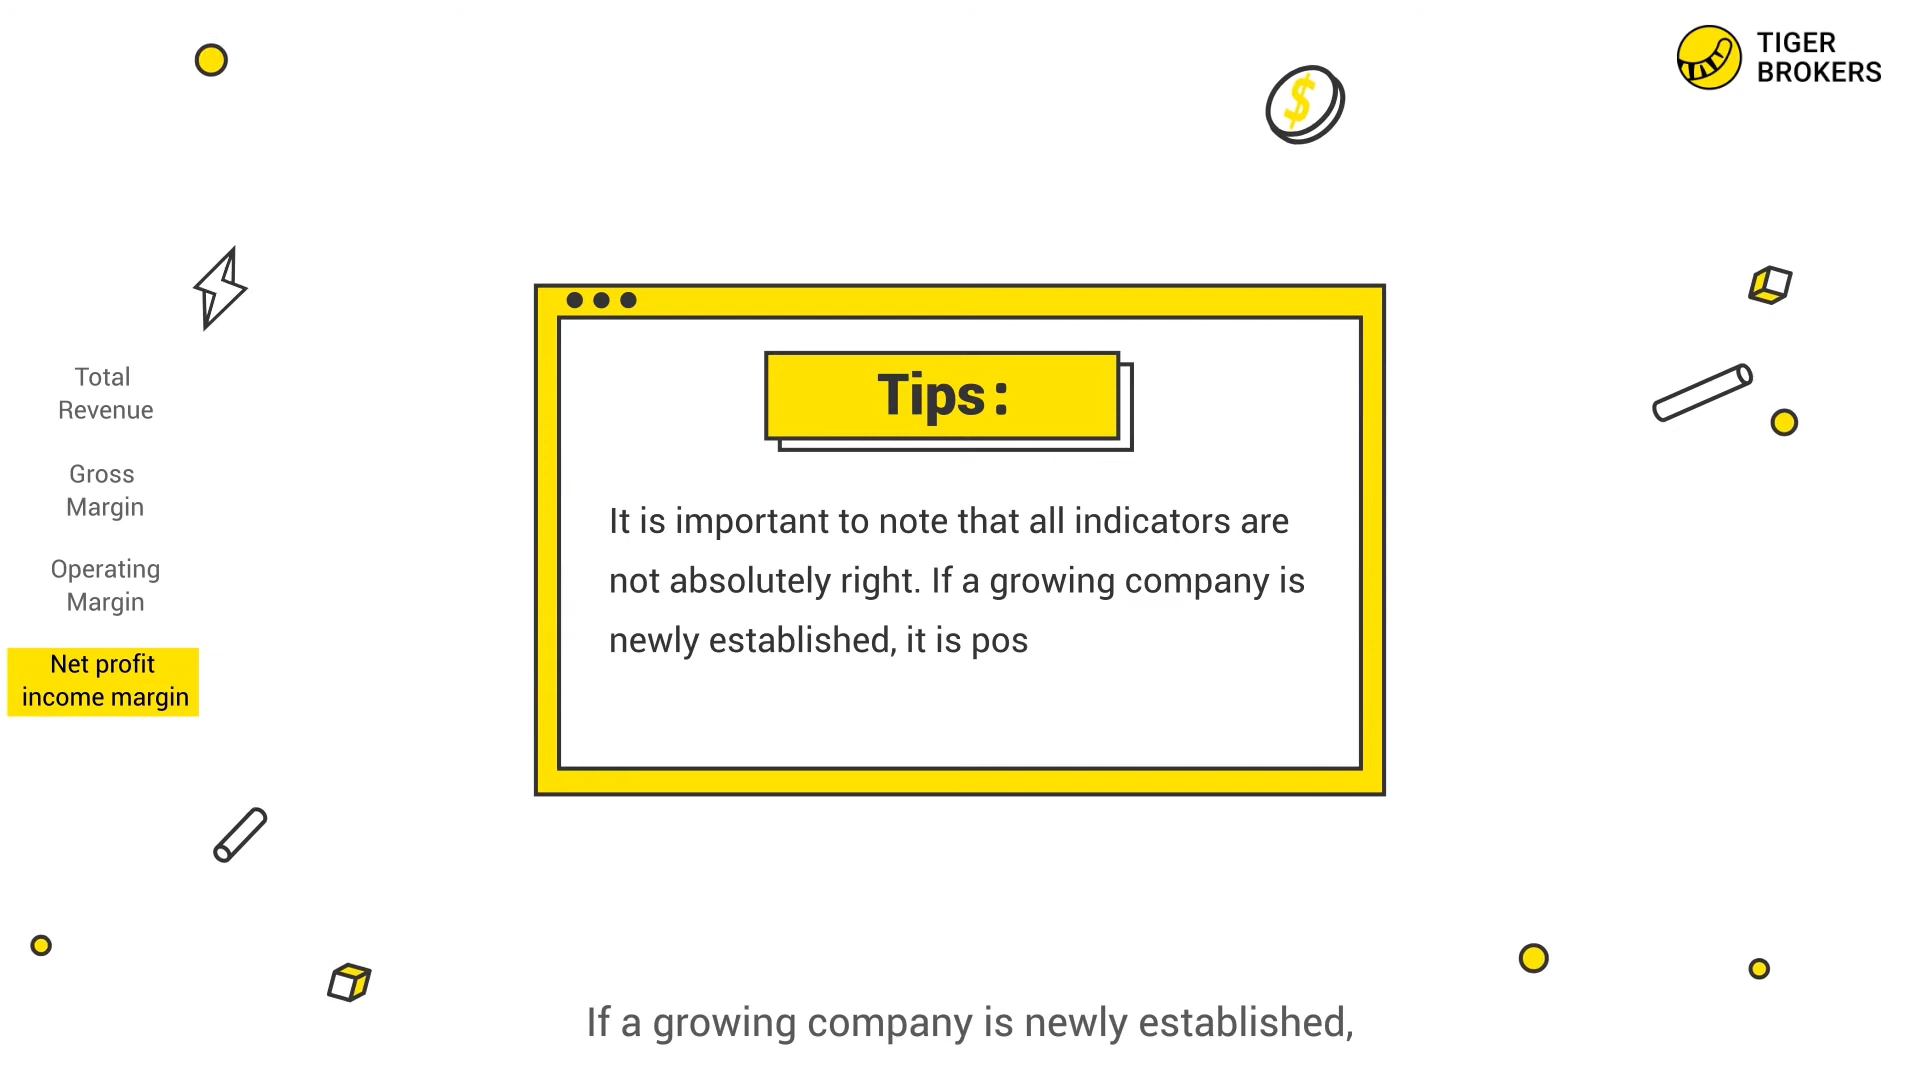 TIGER
BROKERS
$
Total
Revenue
Gross
Margin
Operating
Margin
Net profit
income margin
Tips:
It is important to note that all indicators are
not absolutely right. If a growing company is
newly established, it is pos
If a growing company is newly established,